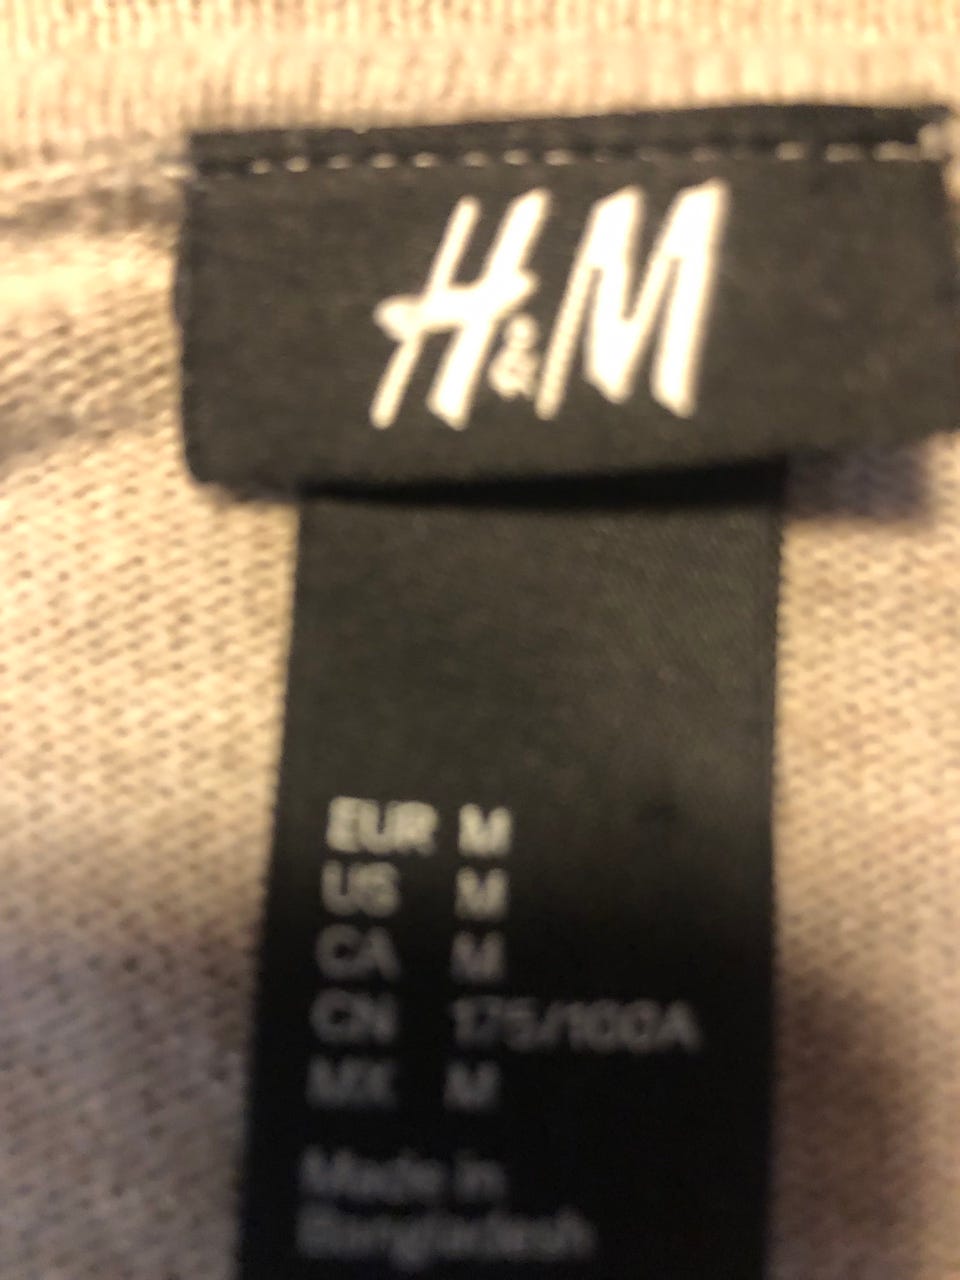 H&M
EUR M
US M
CA M
CN 175/100A
MX M
Made in
Bangladesh